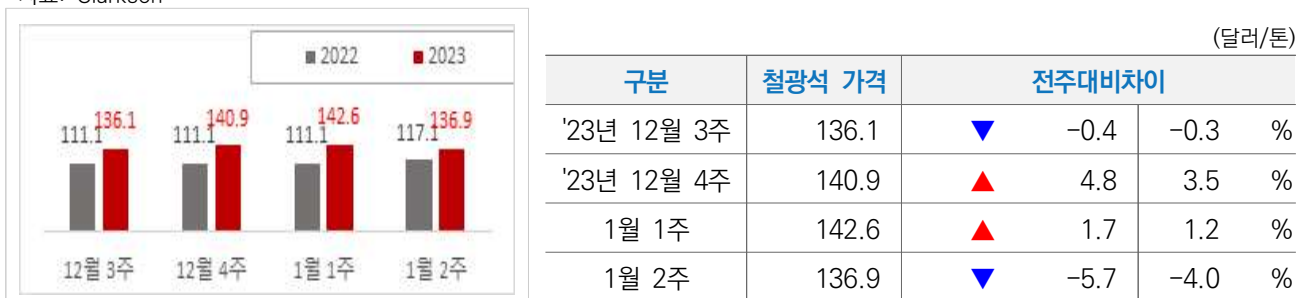 (달러/톤)
2022 2023
111.1 136.1 111.1 140.9 111.1 142.6 117.1 136.9
12월 3주 12월 4주 1월 1주 1월 2주
구분 철광석 가격 전주대비차이
'23년 12월 3주 136.1 ▼ -0.4 -0.3 %
'23년 12월 4주 140.9 ▲ 4.8 3.5 %
1월 1주 142.6 ▲ 1.7 1.2 %
1월 2주 136.9 ▼ -5.7 -4.0 %